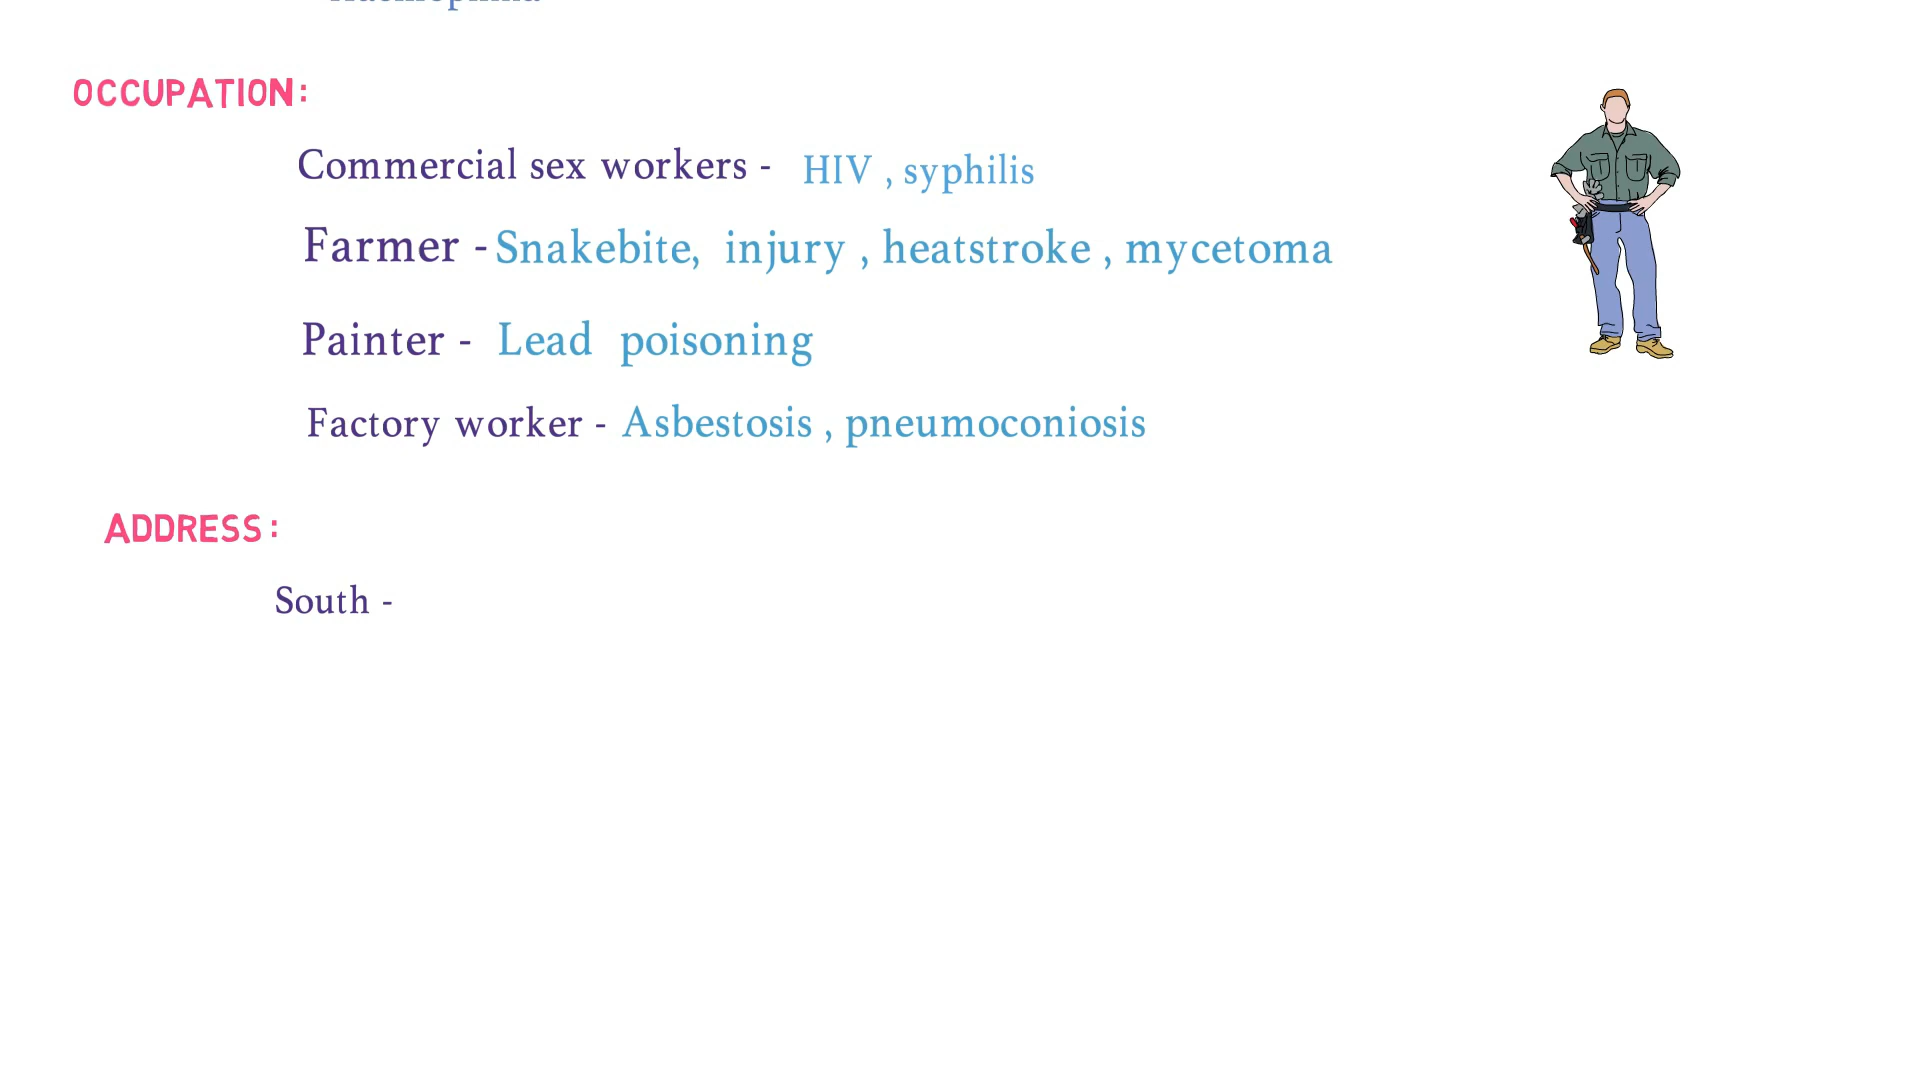 OCCUPATION:
Commercial sex workers - HIV , syphilis
Farmer - Snakebite, injury , heatstroke , mycetoma
Painter - Lead poisoning
Factory worker - Asbestosis , pneumoconiosis
ADDRESS:
South -